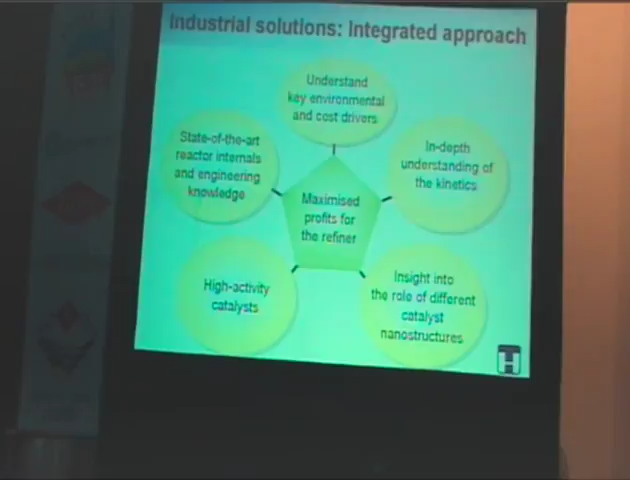 Industrial solutions: Integrated approach
Understand
key environmental
and cost drivers
State-of-the-art
reactor internals
and engineering
knowledge
In-depth
understanding of
the kinetics
Maximised
profits for
the refiner
High-activity
catalysts
Insight into
the role of different
catalyst
nanostructures